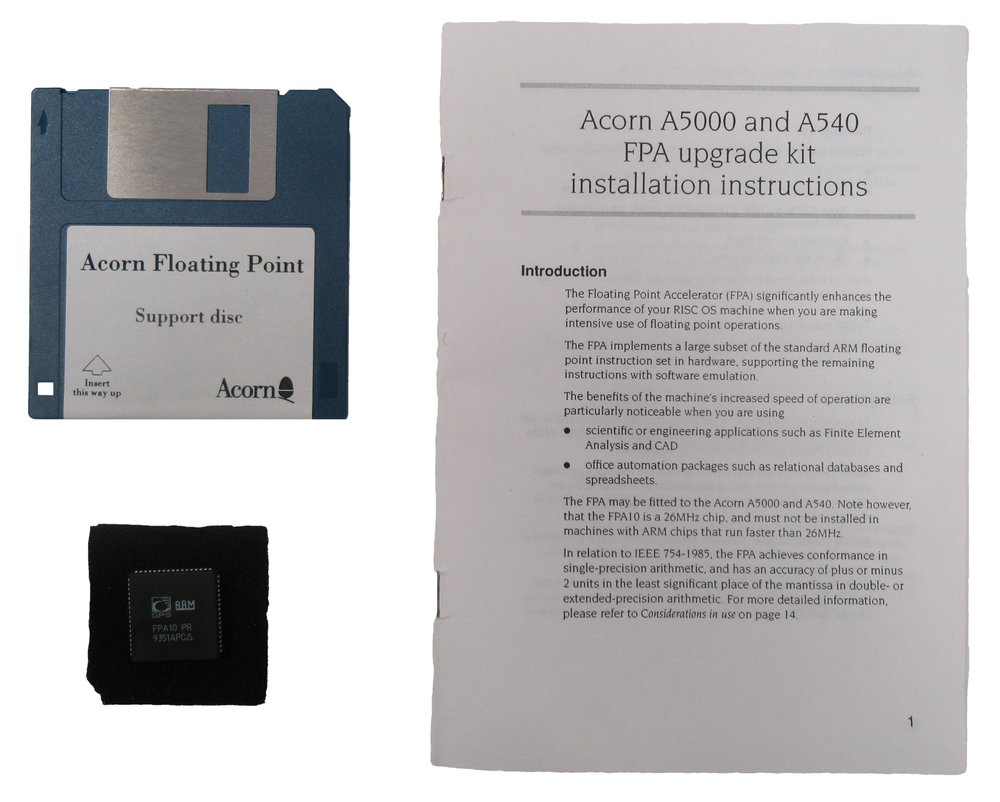 Acorn Floating Point
Support disc
Insert
this way up
Acorn
ARM
GPS
FPA10 PR
9351APC△
Acorn A5000 and A540
FPA upgrade kit
installation instructions
Introduction
The Floating Point Accelerator (FPA) significantly enhances the
performance of your RISC OS machine when you are making
intensive use of floating point operations.
The FPA implements a large subset of the standard ARM floating
point instruction set in hardware, supporting the remaining
instructions with software emulation.
The benefits of the machine's increased speed of operation are
particularly noticeable when you are using
● scientific or engineering applications such as Finite Element
Analysis and CAD
● office automation packages such as relational databases and
spreadsheets.
The FPA may be fitted to the Acorn A5000 and A540. Note however,
that the FPA10 is a 26MHz chip, and must not be installed in
machines with ARM chips that run faster than 26MHz.
In relation to IEEE 754-1985, the FPA achieves conformance in
single-precision arithmetic, and has an accuracy of plus or minus
2 units in the least significant place of the mantissa in double- or
extended-precision arithmetic. For more detailed information,
please refer to Considerations in use on page 14.
1